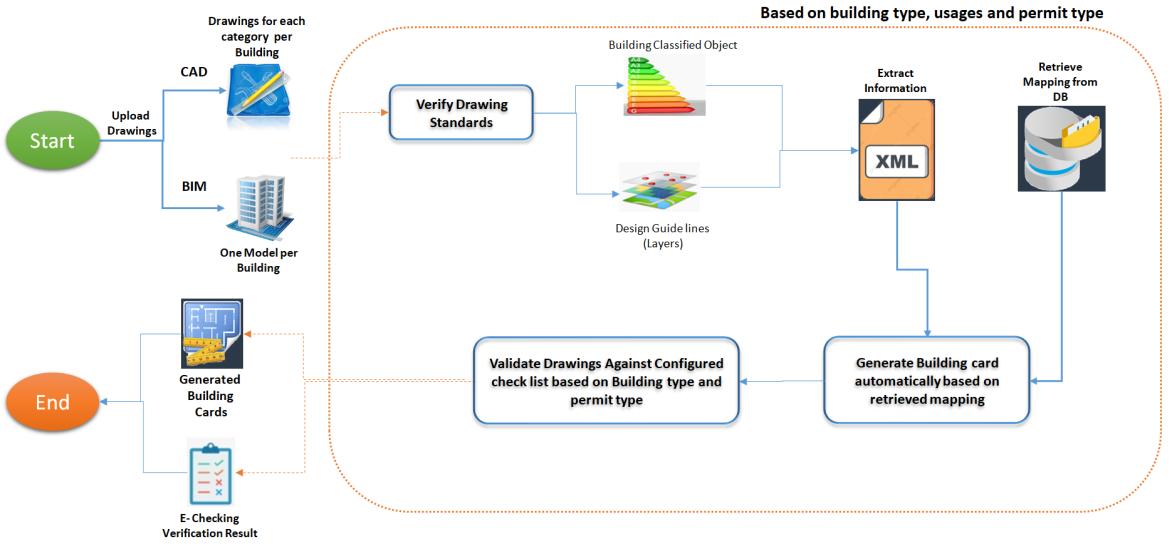 Based on building type, usages and permit type
Drawings for each
category per
Building
CAD
Upload
Drawings
Start
BIM
One Model per
Building
Verify Drawing
Standards
Building Classified Object
G
Design Guide lines
(Layers)
Extract
Information
XML
Retrieve
Mapping from
DB
Generate Building card
automatically based on
retrieved mapping
Validate Drawings Against Configured
check list based on Building type and
permit type
Generated
Building
Cards
End
E- Checking
Verification Result